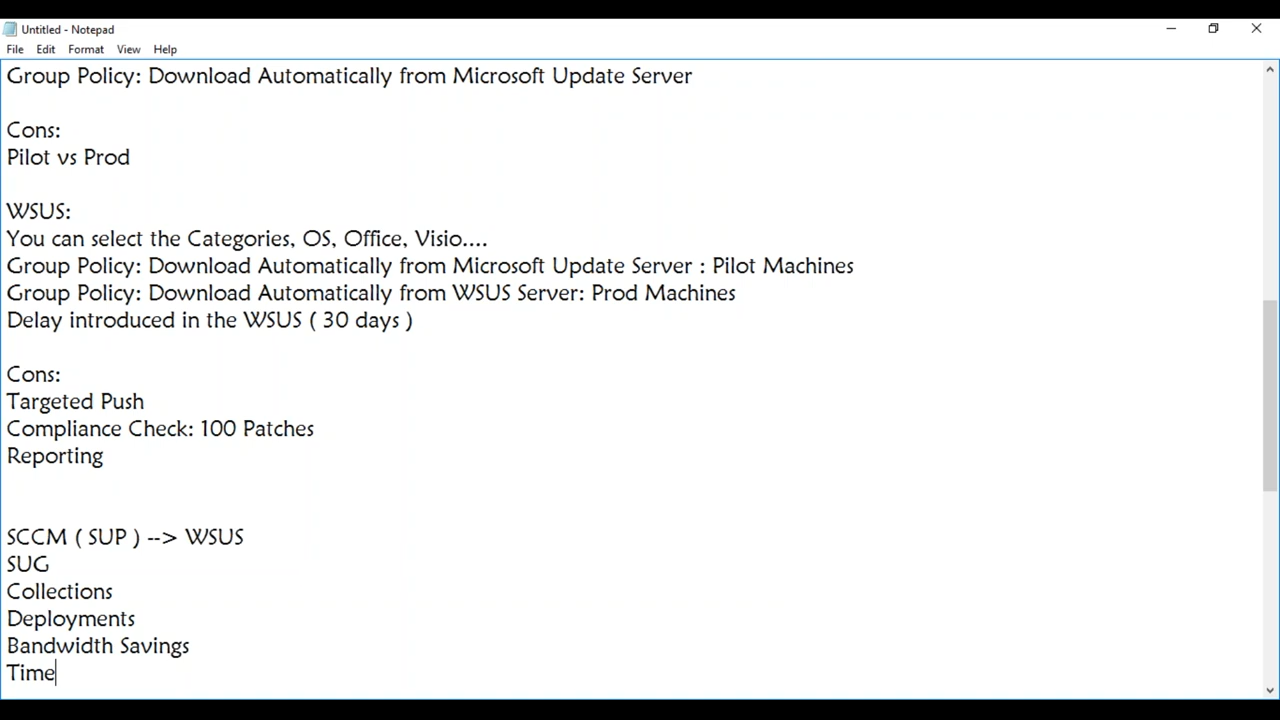 Untitled - Notepad
File Edit Format View Help
Group Policy: Download Automatically from Microsoft Update Server
Cons:
Pilot vs Prod
WSUS:
You can select the Categories, OS, Office, Visio....
Group Policy: Download Automatically from Microsoft Update Server : Pilot Machines
Group Policy: Download Automatically from WSUS Server: Prod Machines
Delay introduced in the WSUS ( 30 days )
Cons:
Targeted Push
Compliance Check: 100 Patches
Reporting
SCCM ( SUP ) --> WSUS
SUG
Collections
Deployments
Bandwidth Savings
Time